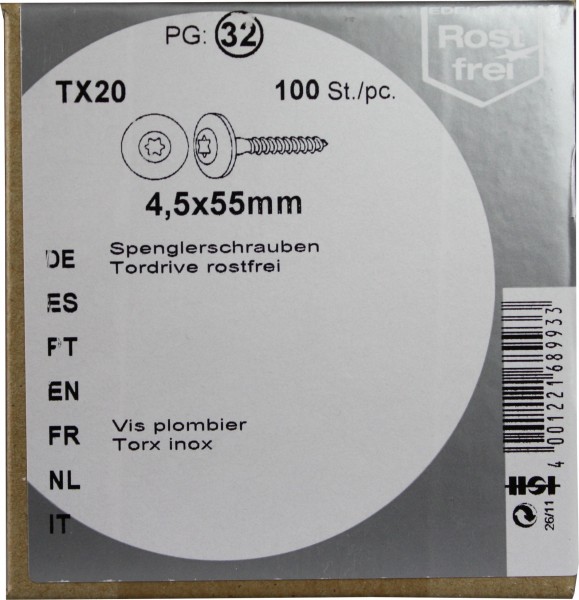 PG: 32
Rost
frei
TX20 100 St./pc.
4,5x55mm
DE Spenglerschrauben
Tordrive rostfrei
ES
PT
EN
FR Vis plombier
Torx inox
NL
IT
4 001221 689933
HSI
26/11